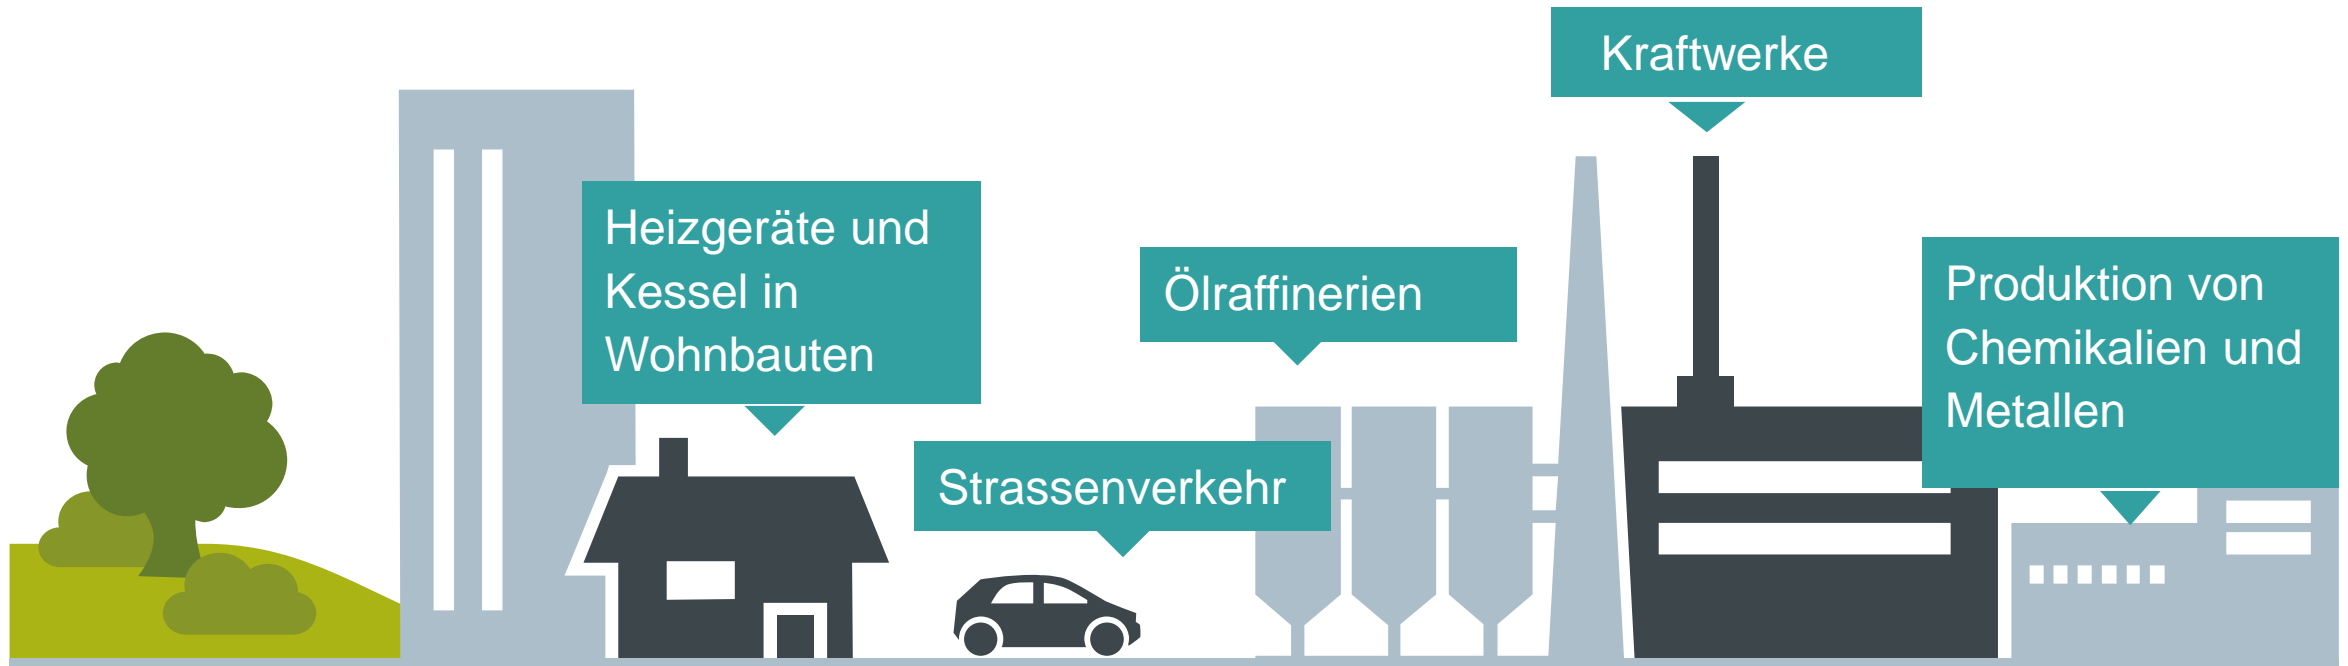 Kraftwerke
Heizgeräte und
Kessel in
Wohnbauten
Ölraffinerien
Produktion von
Chemikalien und
Metallen
Strassenverkehr